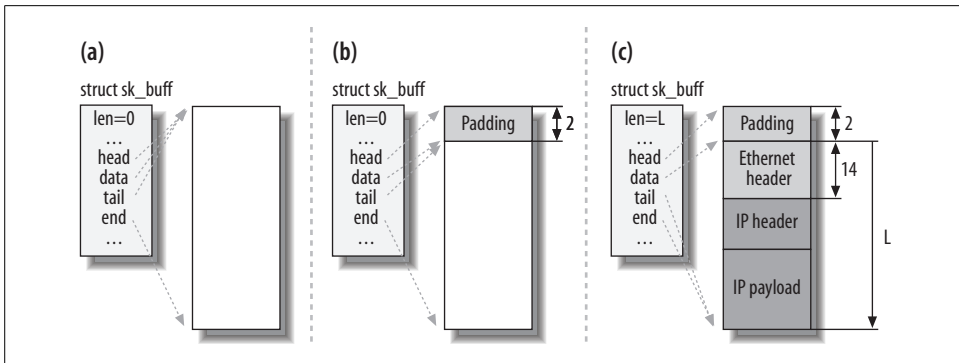 (a)
struct sk_buff
len=0
...
head
data
tail
end
...
(b)
struct sk_buff
len=0
...
head
data
tail
end
...
Padding
2
(c)
struct sk_buff
len=L
...
head
data
tail
end
...
Padding
2
Ethernet
header
14
IP header
IP payload
L